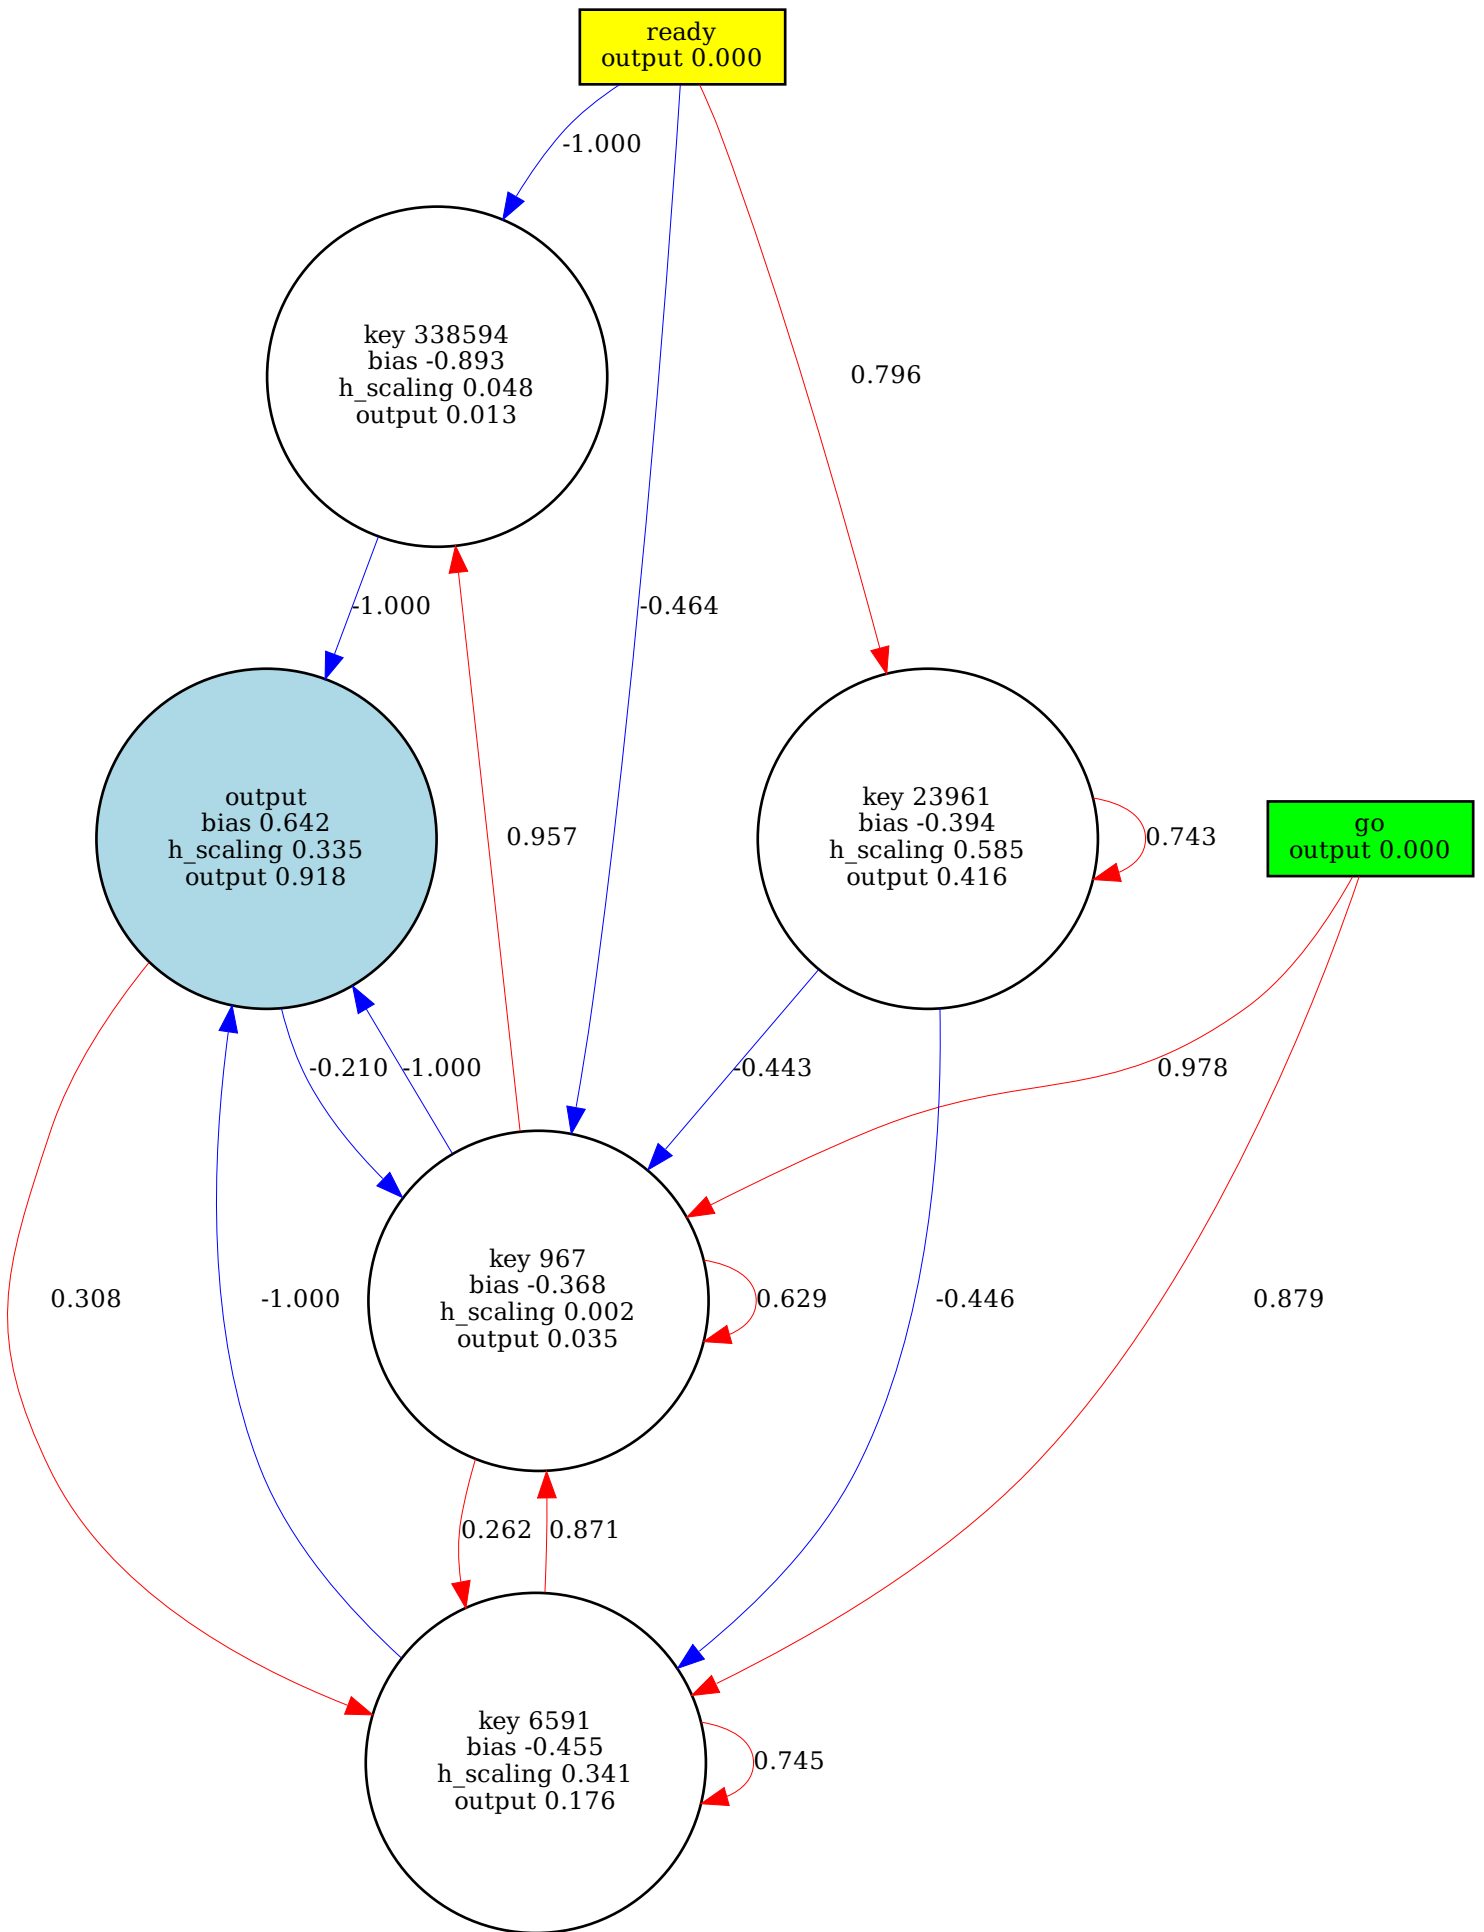 ready
output 0.000
-1.000
key 338594
bias -0.893
h_scaling 0.048
output 0.013
0.796
-1.000
-0.464
output
bias 0.642
h_scaling 0.335
output 0.918
0.957
key 23961
bias -0.394
h_scaling 0.585
output 0.416
0.743
go
output 0.000
-0.210
-1.000
-0.443
0.978
0.308
-1.000
key 967
bias -0.368
h_scaling 0.002
output 0.035
0.629
-0.446
0.879
0.262
0.871
key 6591
bias -0.455
h_scaling 0.341
output 0.176
0.745